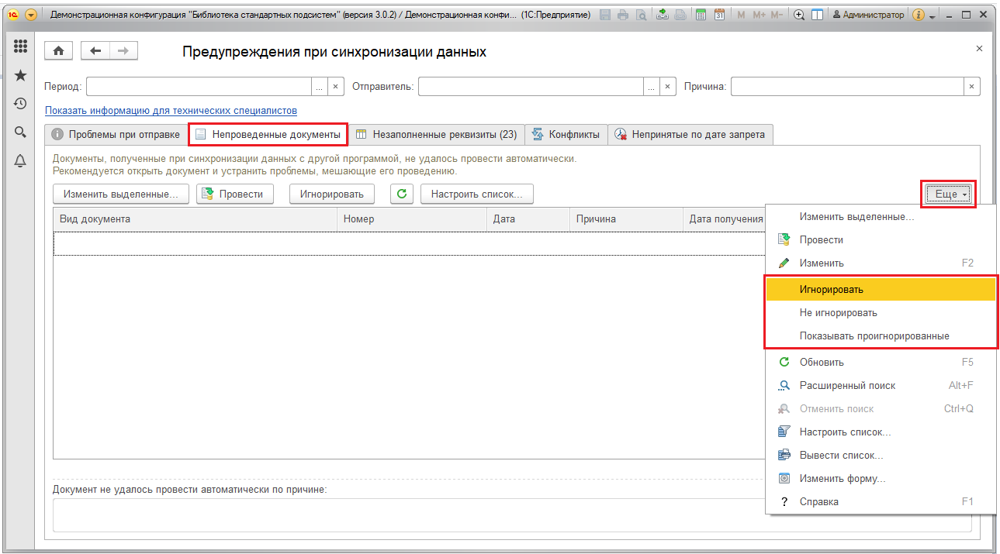 Демонстрационная конфигурация "Библиотека стандартных подсистем" (версия 3.0.2) / Демонстрационная конфи... (1С:Предприятие)
31 M M+ M- Администратор
Предупреждения при синхронизации данных
Период: ... × Отправитель: ... × Причина: ×
Показать информацию для технических специалистов
Проблемы при отправке Непроведенные документы Незаполненные реквизиты (23) Конфликты Непринятые по дате запрета
Документы, полученные при синхронизации данных с другой программой, не удалось провести автоматически.
Рекомендуется открыть документ и устранить проблемы, мешающие его проведению.
Изменить выделенные... Провести Игнорировать Настроить список... Еще
Вид документа Номер Дата Причина Дата получения
Изменить выделенные...
Провести
Изменить F2
Игнорировать
Не игнорировать
Показывать проигнорированные
Обновить F5
Расширенный поиск Alt+F
Отменить поиск Ctrl+Q
Настроить список...
Вывести список...
Изменить форму...
? Справка F1
Документ не удалось провести автоматически по причине: